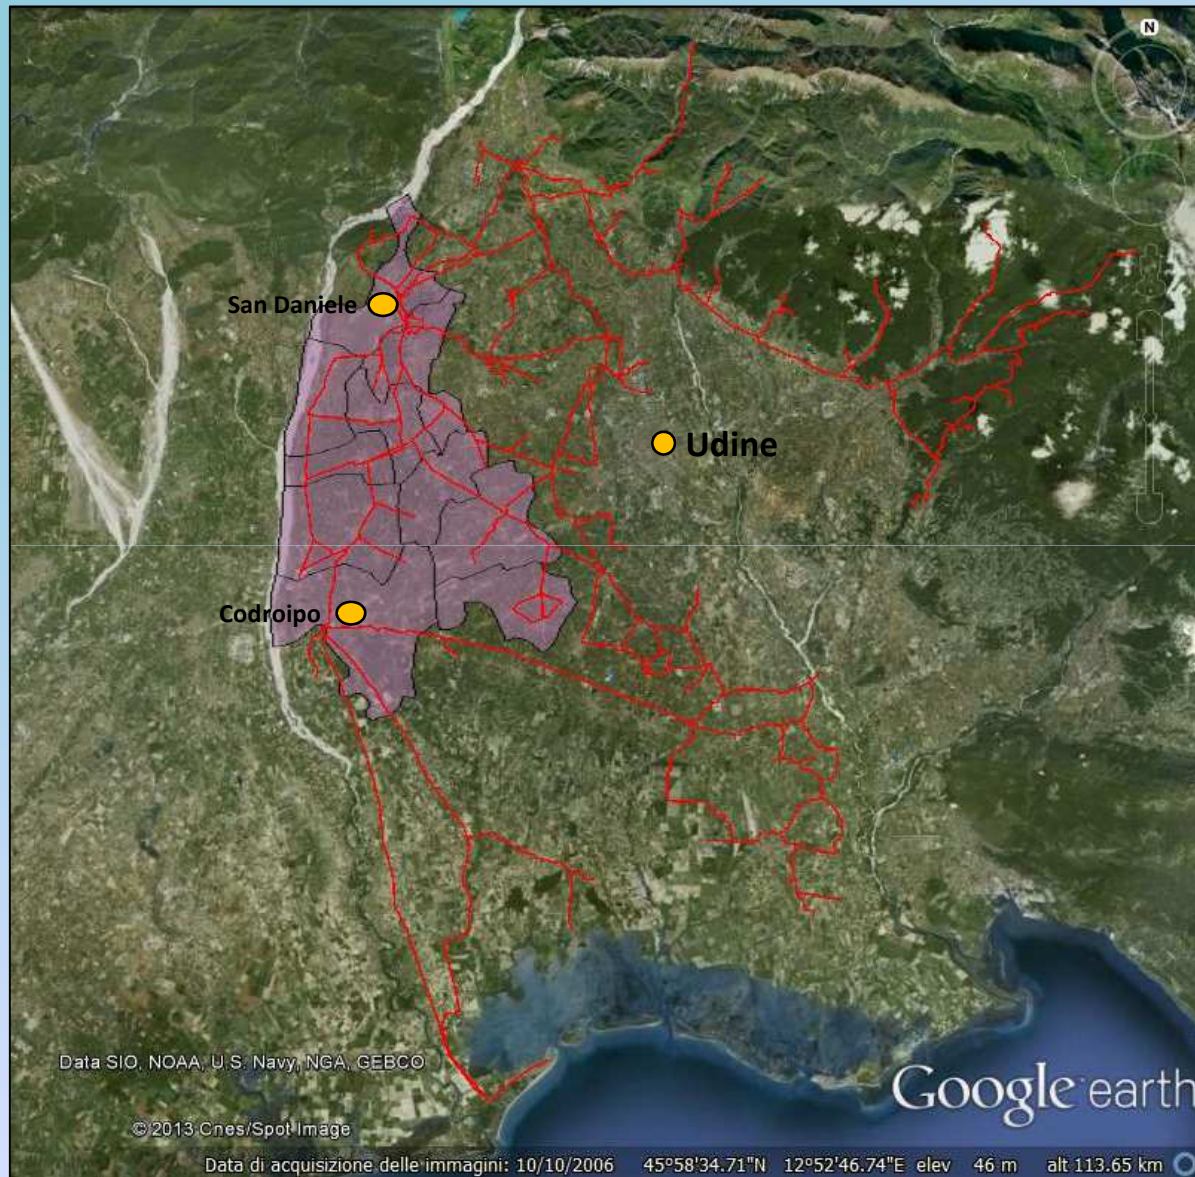 N
San Daniele
Udine
Codroipo
Data SIO, NOAA, U.S. Navy, NGA, GEBCO
Google earth
© 2013 Cnes/Spot Image
Data di acquisizione delle immagini: 10/10/2006 45°58'34.71"N 12°52'46.74"E elev 46 m alt 113.65 km